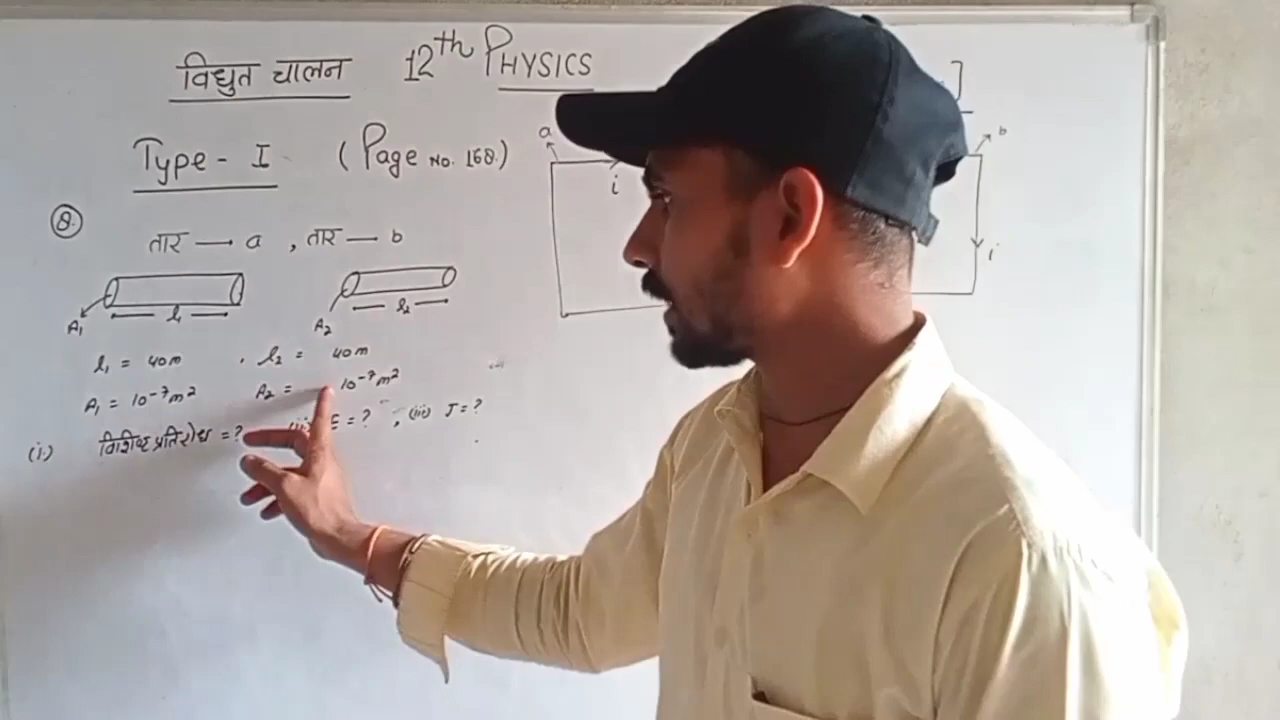 विद्युत चालन 12th PHYSICS
]
Type - I (Page No. 168.)
a
b
i
i
8.
तार — a , तार — b
l₁
l₂
A₁
A₂
l₁ = 40m , l₂ = 40m
A₁ = 10⁻⁷m² A₂ = 10⁻⁷m²
(i.) विशिष्ट प्रतिरोध = ? (ii) E = ? , (iii) J = ?